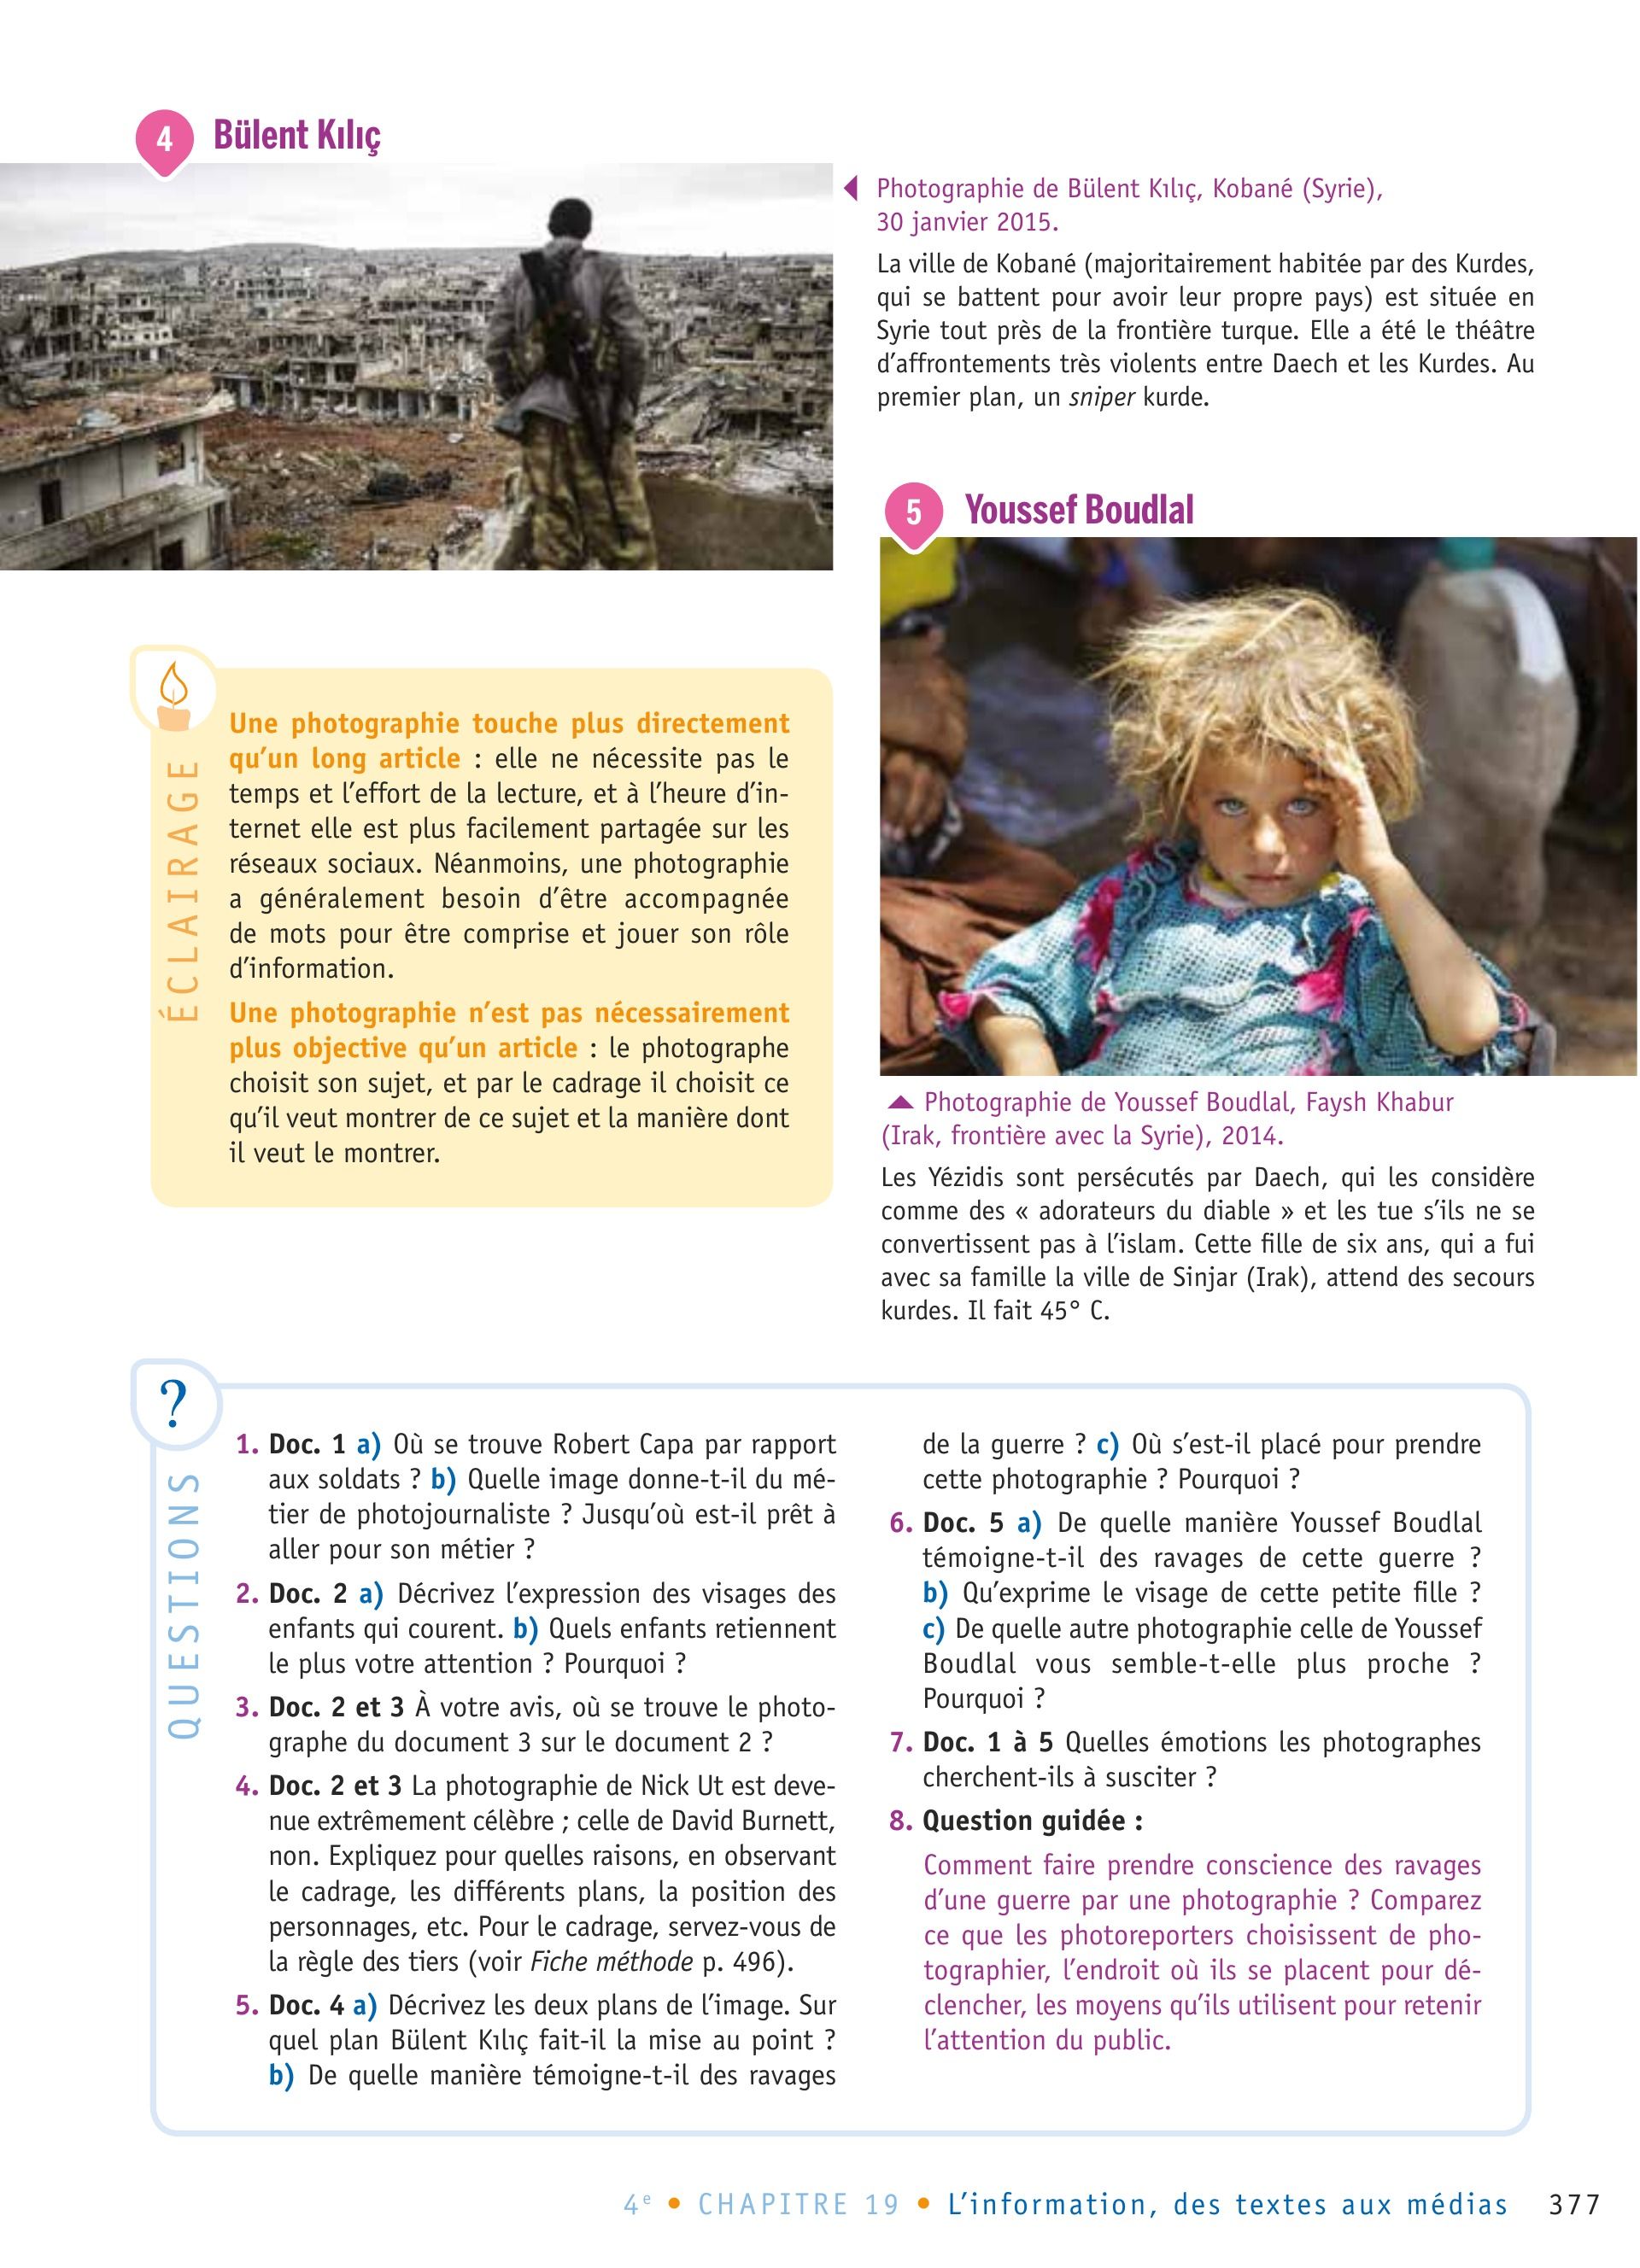 4 Bülent Kılıç
Photographie de Bülent Kılıç, Kobané (Syrie),
30 janvier 2015.
La ville de Kobané (majoritairement habitée par des Kurdes,
qui se battent pour avoir leur propre pays) est située en
Syrie tout près de la frontière turque. Elle a été le théâtre
d’affrontements très violents entre Daech et les Kurdes. Au
premier plan, un sniper kurde.
5 Youssef Boudlal
Photographie de Youssef Boudlal, Faysh Khabur
(Irak, frontière avec la Syrie), 2014.
Les Yézidis sont persécutés par Daech, qui les considère
comme des « adorateurs du diable » et les tue s’ils ne se
convertissent pas à l’islam. Cette fille de six ans, qui a fui
avec sa famille la ville de Sinjar (Irak), attend des secours
kurdes. Il fait 45° C.
ÉCLAIRAGE
Une photographie touche plus directement
qu’un long article : elle ne nécessite pas le
temps et l’effort de la lecture, et à l’heure d’in-
ternet elle est plus facilement partagée sur les
réseaux sociaux. Néanmoins, une photographie
a généralement besoin d’être accompagnée
de mots pour être comprise et jouer son rôle
d’information.
Une photographie n’est pas nécessairement
plus objective qu’un article : le photographe
choisit son sujet, et par le cadrage il choisit ce
qu’il veut montrer de ce sujet et la manière dont
il veut le montrer.
?
QUESTIONS
1. Doc. 1 a) Où se trouve Robert Capa par rapport
aux soldats ? b) Quelle image donne-t-il du mé-
tier de photojournaliste ? Jusqu’où est-il prêt à
aller pour son métier ?
2. Doc. 2 a) Décrivez l’expression des visages des
enfants qui courent. b) Quels enfants retiennent
le plus votre attention ? Pourquoi ?
3. Doc. 2 et 3 À votre avis, où se trouve le photo-
graphe du document 3 sur le document 2 ?
4. Doc. 2 et 3 La photographie de Nick Ut est deve-
nue extrêmement célèbre ; celle de David Burnett,
non. Expliquez pour quelles raisons, en observant
le cadrage, les différents plans, la position des
personnages, etc. Pour le cadrage, servez-vous de
la règle des tiers (voir Fiche méthode p. 496).
5. Doc. 4 a) Décrivez les deux plans de l’image. Sur
quel plan Bülent Kılıç fait-il la mise au point ?
b) De quelle manière témoigne-t-il des ravages
de la guerre ? c) Où s’est-il placé pour prendre
cette photographie ? Pourquoi ?
6. Doc. 5 a) De quelle manière Youssef Boudlal
témoigne-t-il des ravages de cette guerre ?
b) Qu’exprime le visage de cette petite fille ?
c) De quelle autre photographie celle de Youssef
Boudlal vous semble-t-elle plus proche ?
Pourquoi ?
7. Doc. 1 à 5 Quelles émotions les photographes
cherchent-ils à susciter ?
8. Question guidée :
Comment faire prendre conscience des ravages
d’une guerre par une photographie ? Comparez
ce que les photoreporters choisissent de pho-
tographier, l’endroit où ils se placent pour dé-
clencher, les moyens qu’ils utilisent pour retenir
l’attention du public.
4e • CHAPITRE 19 • L’information, des textes aux médias 377